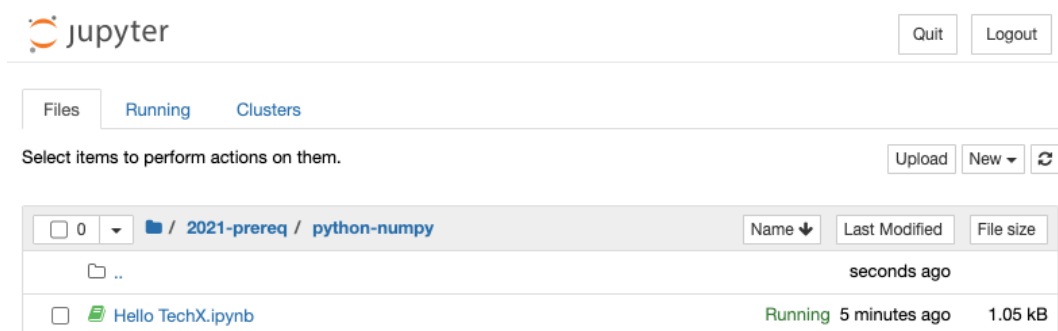 jupyter Quit Logout
Files Running Clusters
Select items to perform actions on them. Upload New
0 / 2021-prereq / python-numpy Name Last Modified File size
.. seconds ago
Hello TechX.ipynb Running 5 minutes ago 1.05 kB